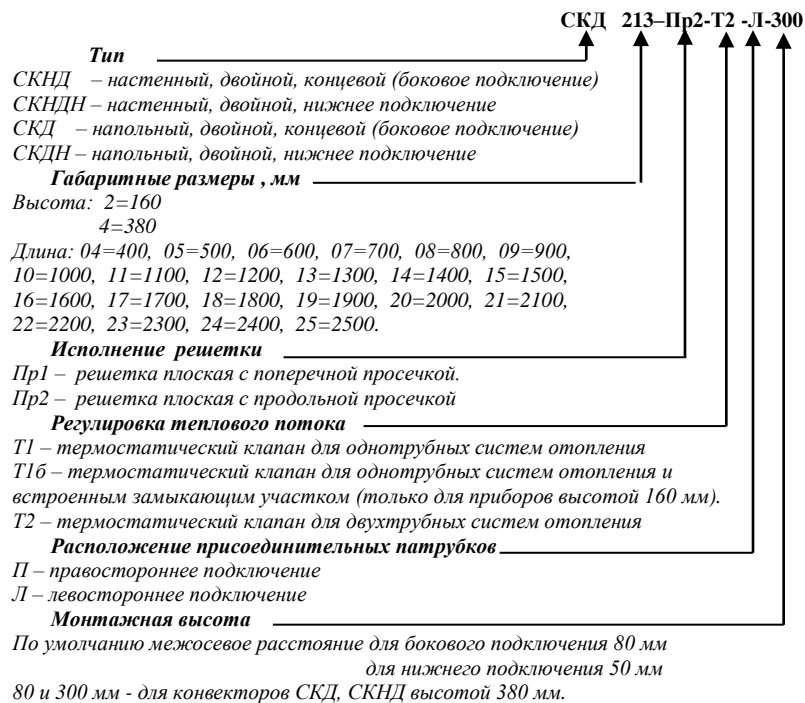 СКД 213–Пр2-Т2 -Л-300
Тип
СКНД – настенный, двойной, концевой (боковое подключение)
СКНДН – настенный, двойной, нижнее подключение
СКД – напольный, двойной, концевой (боковое подключение)
СКДН – напольный, двойной, нижнее подключение
Габаритные размеры , мм
Высота: 2=160
4=380
Длина: 04=400, 05=500, 06=600, 07=700, 08=800, 09=900,
10=1000, 11=1100, 12=1200, 13=1300, 14=1400, 15=1500,
16=1600, 17=1700, 18=1800, 19=1900, 20=2000, 21=2100,
22=2200, 23=2300, 24=2400, 25=2500.
Исполнение решетки
Пр1 – решетка плоская с поперечной просечкой.
Пр2 – решетка плоская с продольной просечкой
Регулировка теплового потока
Т1 – термостатический клапан для однотрубных систем отопления
Т1б – термостатический клапан для однотрубных систем отопления и
встроенным замыкающим участком (только для приборов высотой 160 мм).
Т2 – термостатический клапан для двухтрубных систем отопления
Расположение присоединительных патрубков
П – правостороннее подключение
Л – левостороннее подключение
Монтажная высота
По умолчанию межосевое расстояние для бокового подключения 80 мм
для нижнего подключения 50 мм
80 и 300 мм - для конвекторов СКД, СКНД высотой 380 мм.